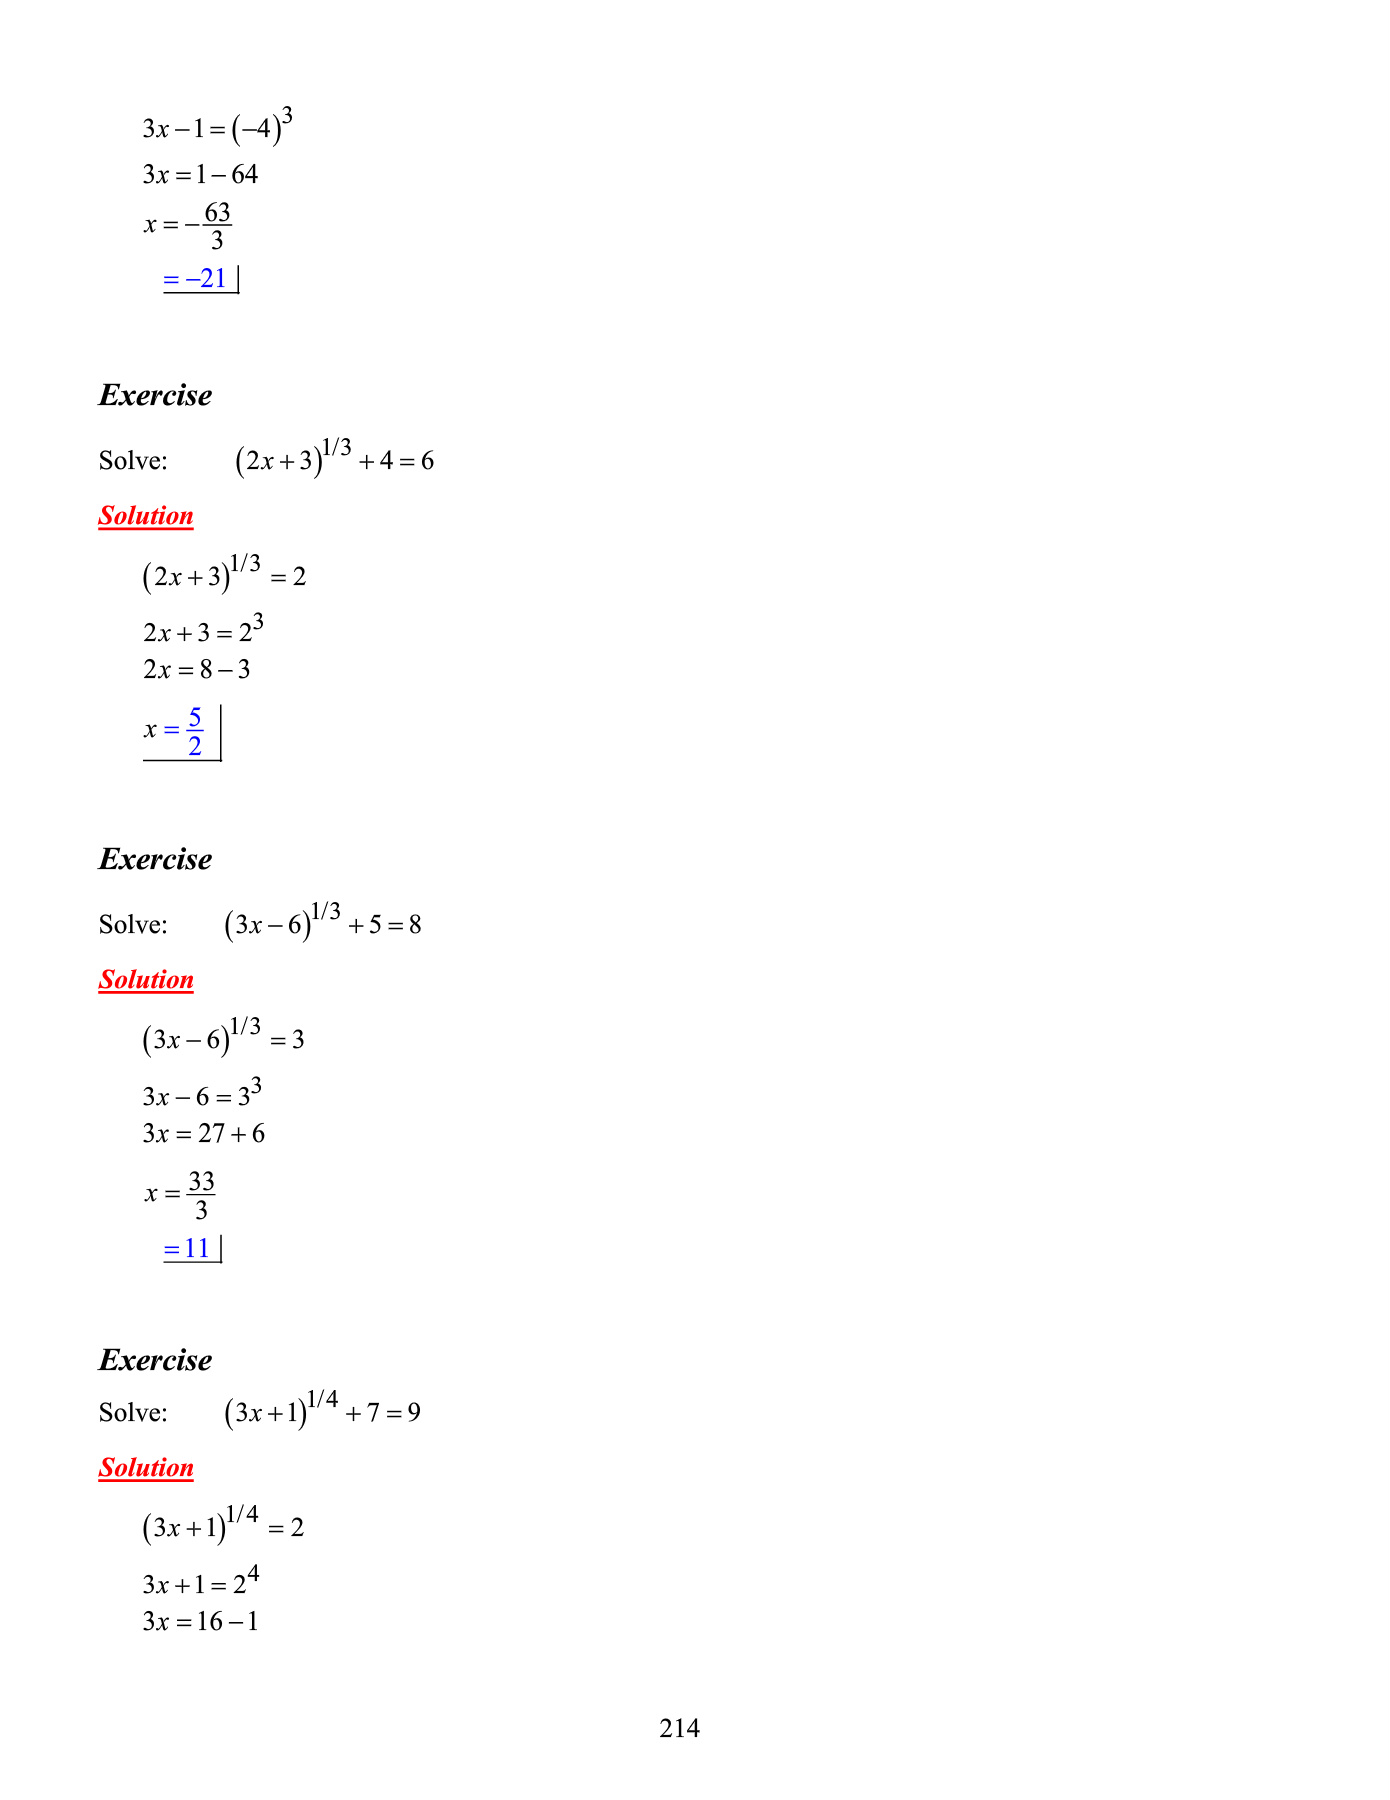 3x − 1 = (−4)^3
3x = 1 − 64
x = −63/3
= −21
Exercise
Solve: (2x + 3)^1/3 + 4 = 6
Solution
(2x + 3)^1/3 = 2
2x + 3 = 2^3
2x = 8 − 3
x = 5/2
Exercise
Solve: (3x − 6)^1/3 + 5 = 8
Solution
(3x − 6)^1/3 = 3
3x − 6 = 3^3
3x = 27 + 6
x = 33/3
= 11
Exercise
Solve: (3x + 1)^1/4 + 7 = 9
Solution
(3x + 1)^1/4 = 2
3x + 1 = 2^4
3x = 16 − 1
214